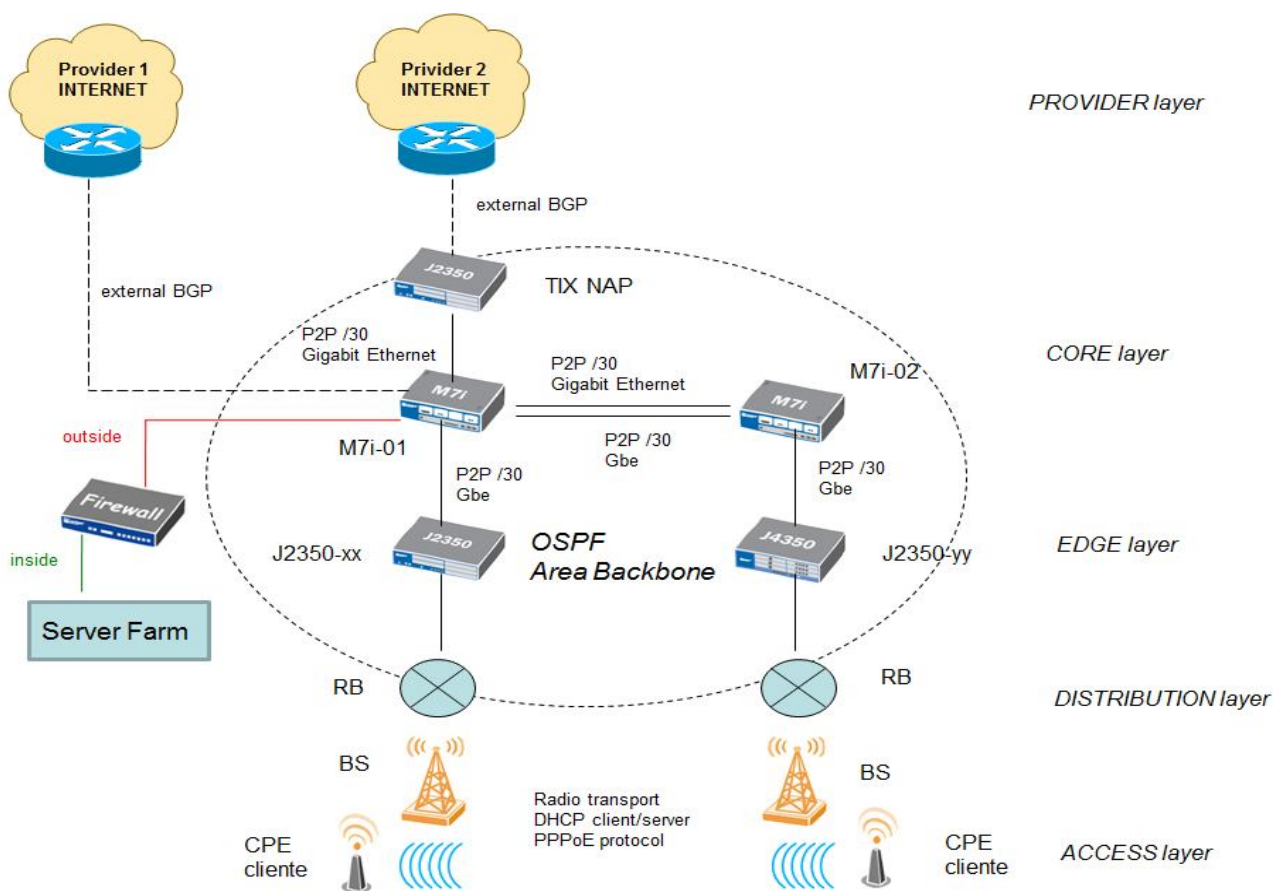 Provider 1
INTERNET
Privider 2
INTERNET
PROVIDER layer
external BGP
external BGP
J2350
TIX NAP
P2P /30
Gigabit Ethernet
CORE layer
P2P /30
Gigabit Ethernet
M7i-02
M7i
M7i
outside
M7i-01
P2P /30
Gbe
P2P /30
Gbe
P2P /30
Gbe
Firewall
inside
J2350
J2350-xx
OSPF
Area Backbone
J4350
J2350-yy
EDGE layer
Server Farm
RB
RB
DISTRIBUTION layer
BS
BS
Radio transport
DHCP client/server
PPPoE protocol
CPE
cliente
CPE
cliente
ACCESS layer